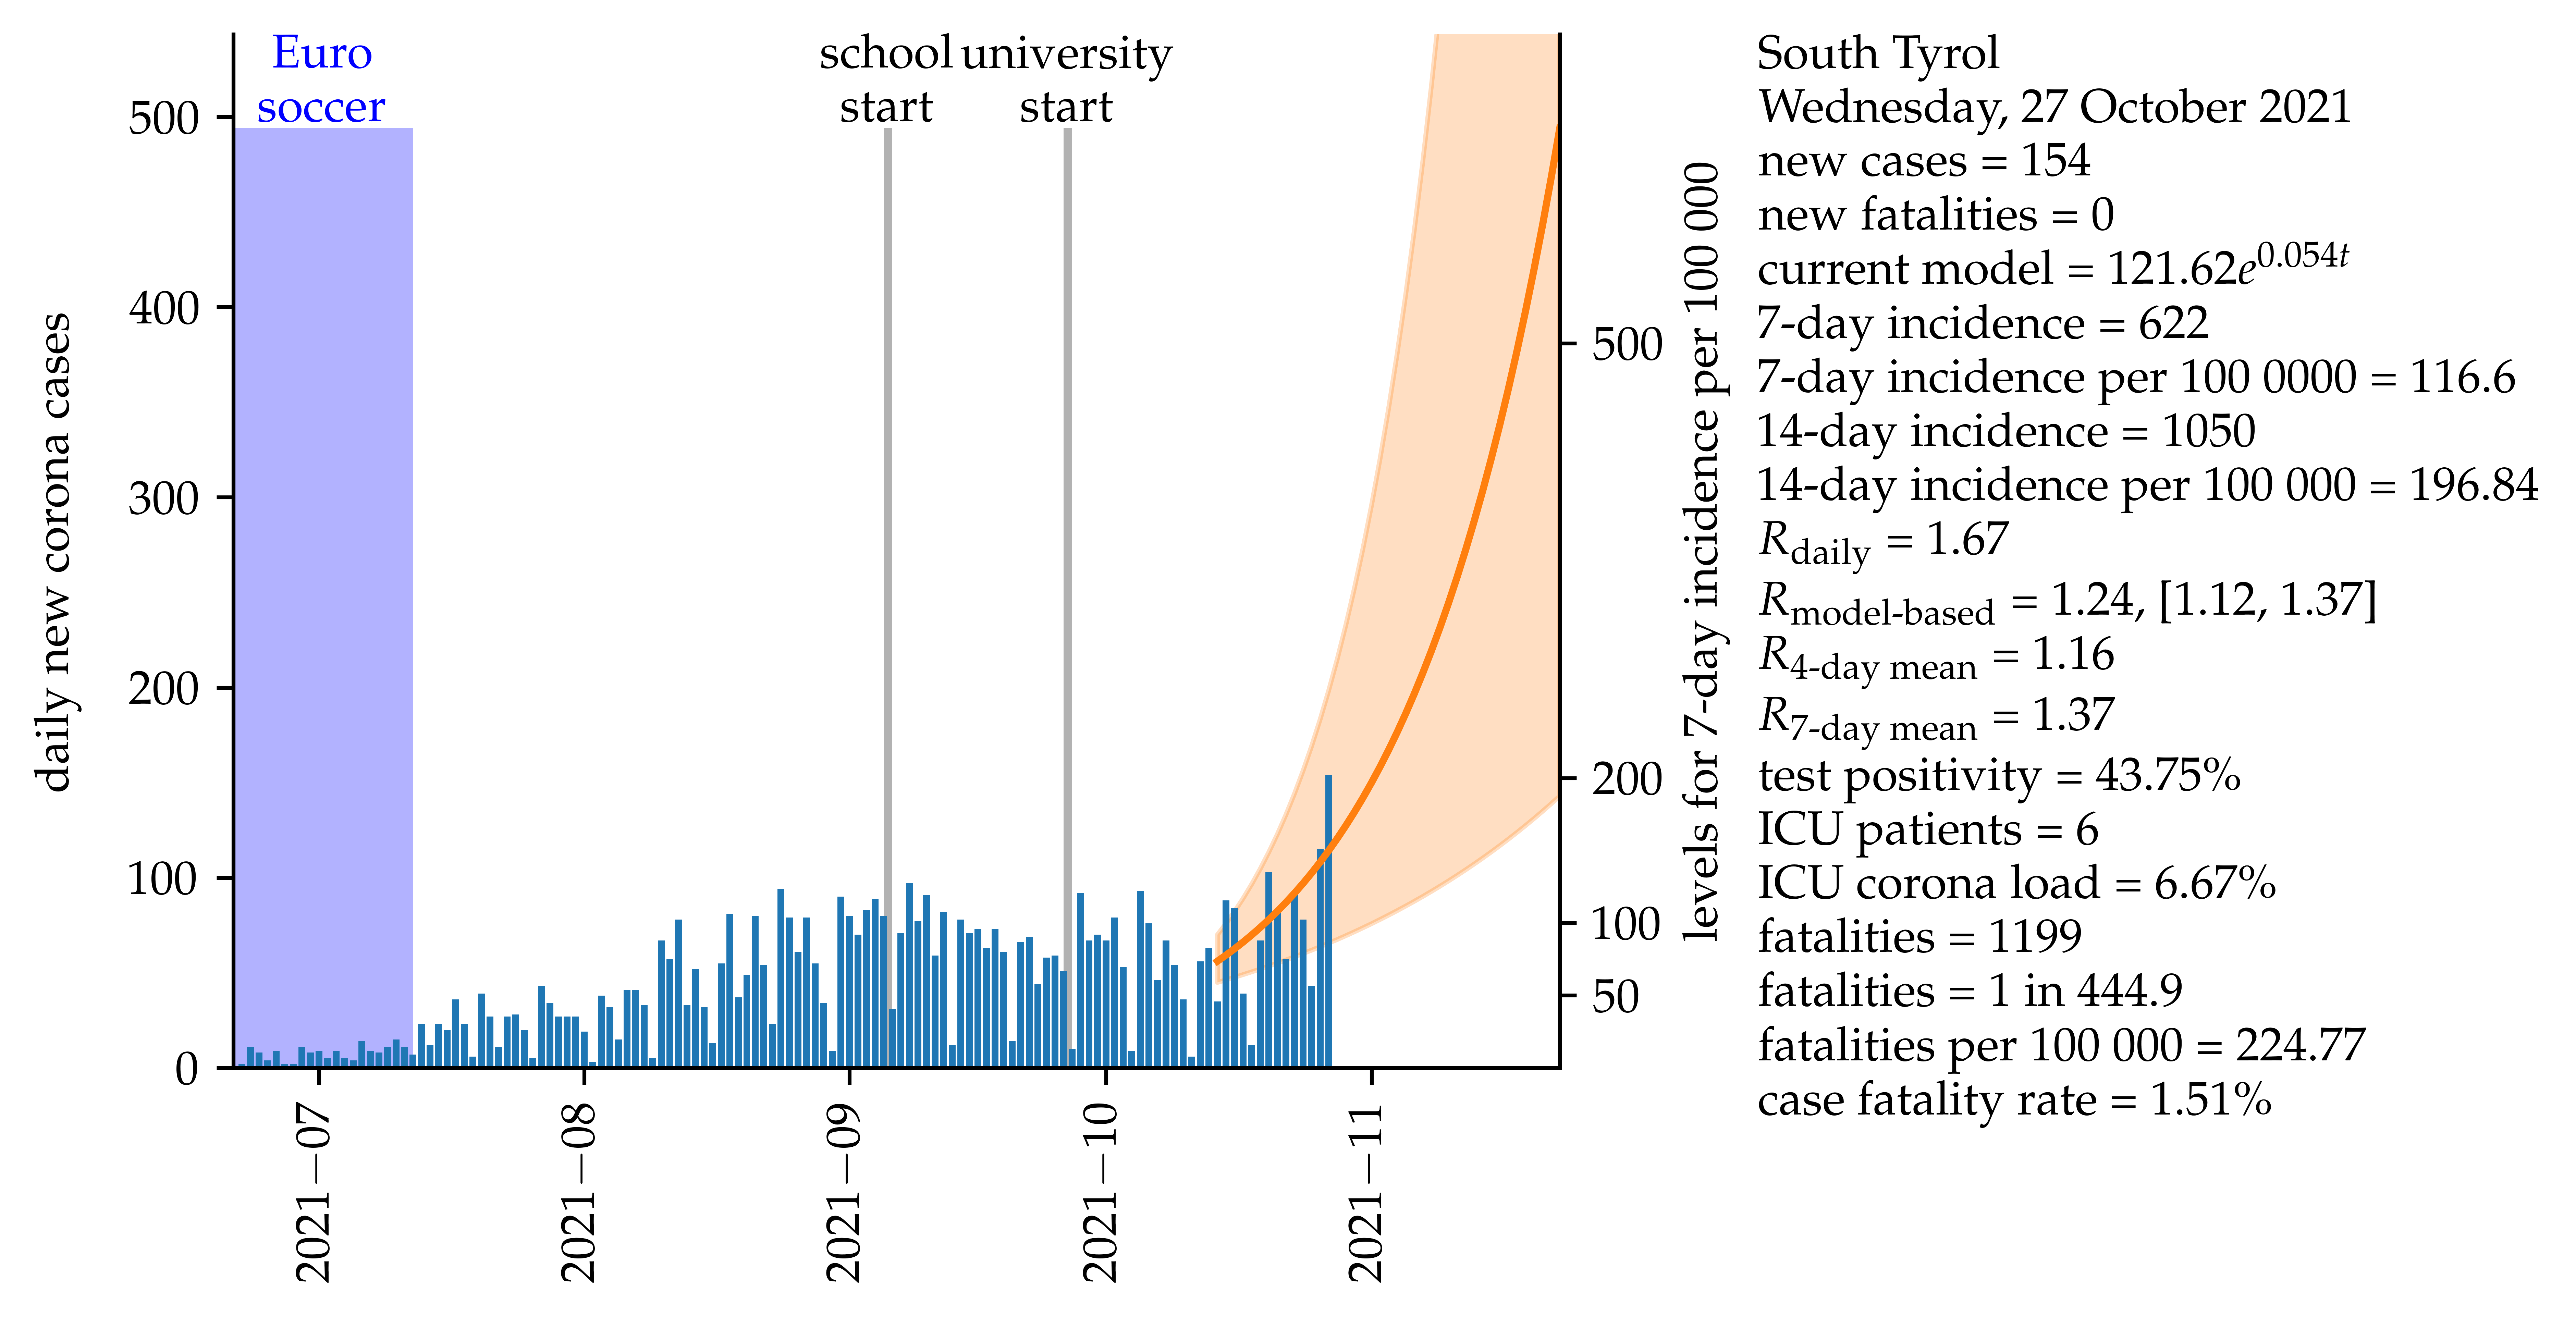 Euro
soccer
school
start
university
start
daily new corona cases
500
400
300
200
100
0
2021—07
2021—08
2021—09
2021—10
2021—11
500
200
100
50
levels for 7-day incidence per 100 000
South Tyrol
Wednesday, 27 October 2021
new cases = 154
new fatalities = 0
current model = 121.62e^0.054t
7-day incidence = 622
7-day incidence per 100 0000 = 116.6
14-day incidence = 1050
14-day incidence per 100 000 = 196.84
R_daily = 1.67
R_model-based = 1.24, [1.12, 1.37]
R_4-day mean = 1.16
R_7-day mean = 1.37
test positivity = 43.75%
ICU patients = 6
ICU corona load = 6.67%
fatalities = 1199
fatalities = 1 in 444.9
fatalities per 100 000 = 224.77
case fatality rate = 1.51%